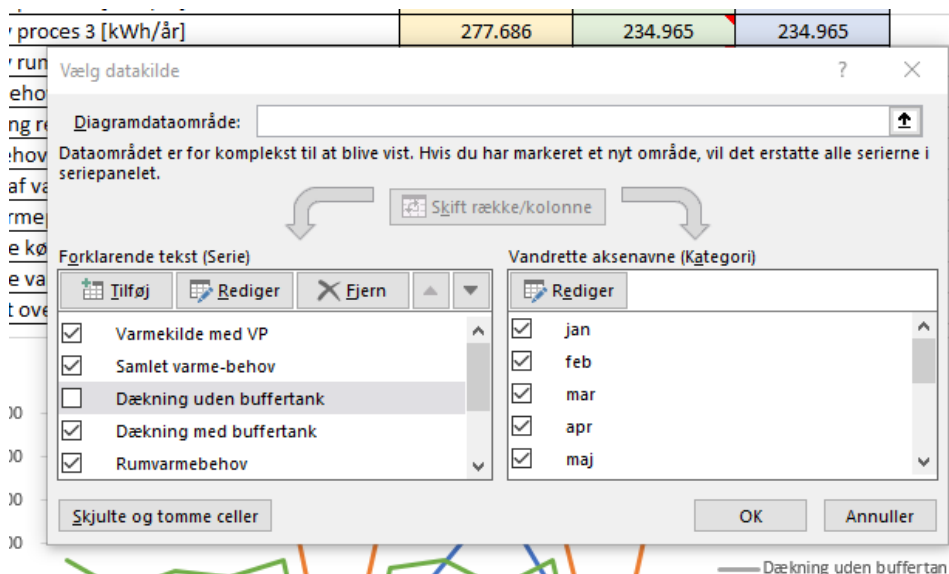 proces 3 [kWh/år] 277.686 234.965 234.965
Vælg datakilde ?
Diagramdataområde:
Dataområdet er for komplekst til at blive vist. Hvis du har markeret et nyt område, vil det erstatte alle serierne i
seriepanelet.
Skift række/kolonne
Forklarende tekst (Serie)
Tilføj Rediger Fjern
Varmekilde med VP
Samlet varme-behov
Dækning uden buffertank
Dækning med buffertank
Rumvarmebehov
Vandrette aksenavne (Kategori)
Rediger
jan
feb
mar
apr
maj
Skjulte og tomme celler
OK Annuller
Dækning uden buffertan